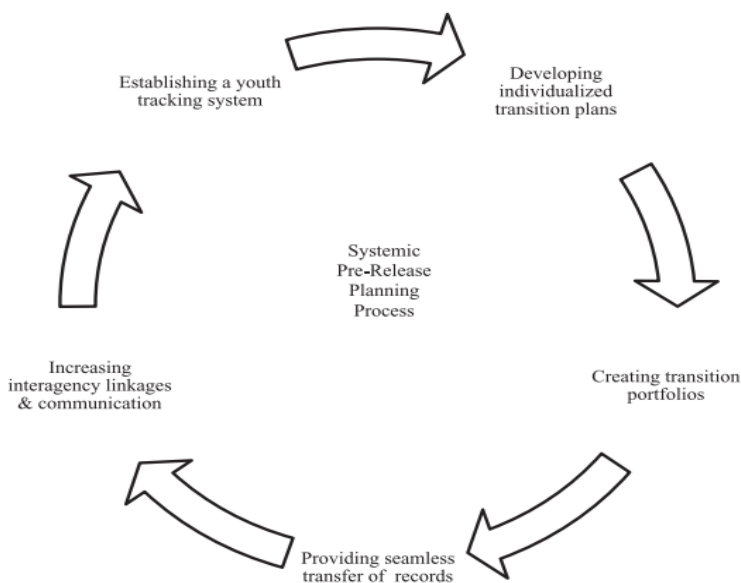 Establishing a youth
tracking system
Developing
individualized
transition plans
Systemic
Pre-Release
Planning
Process
Creating transition
portfolios
Providing seamless
transfer of records
Increasing
interagency linkages
& communication